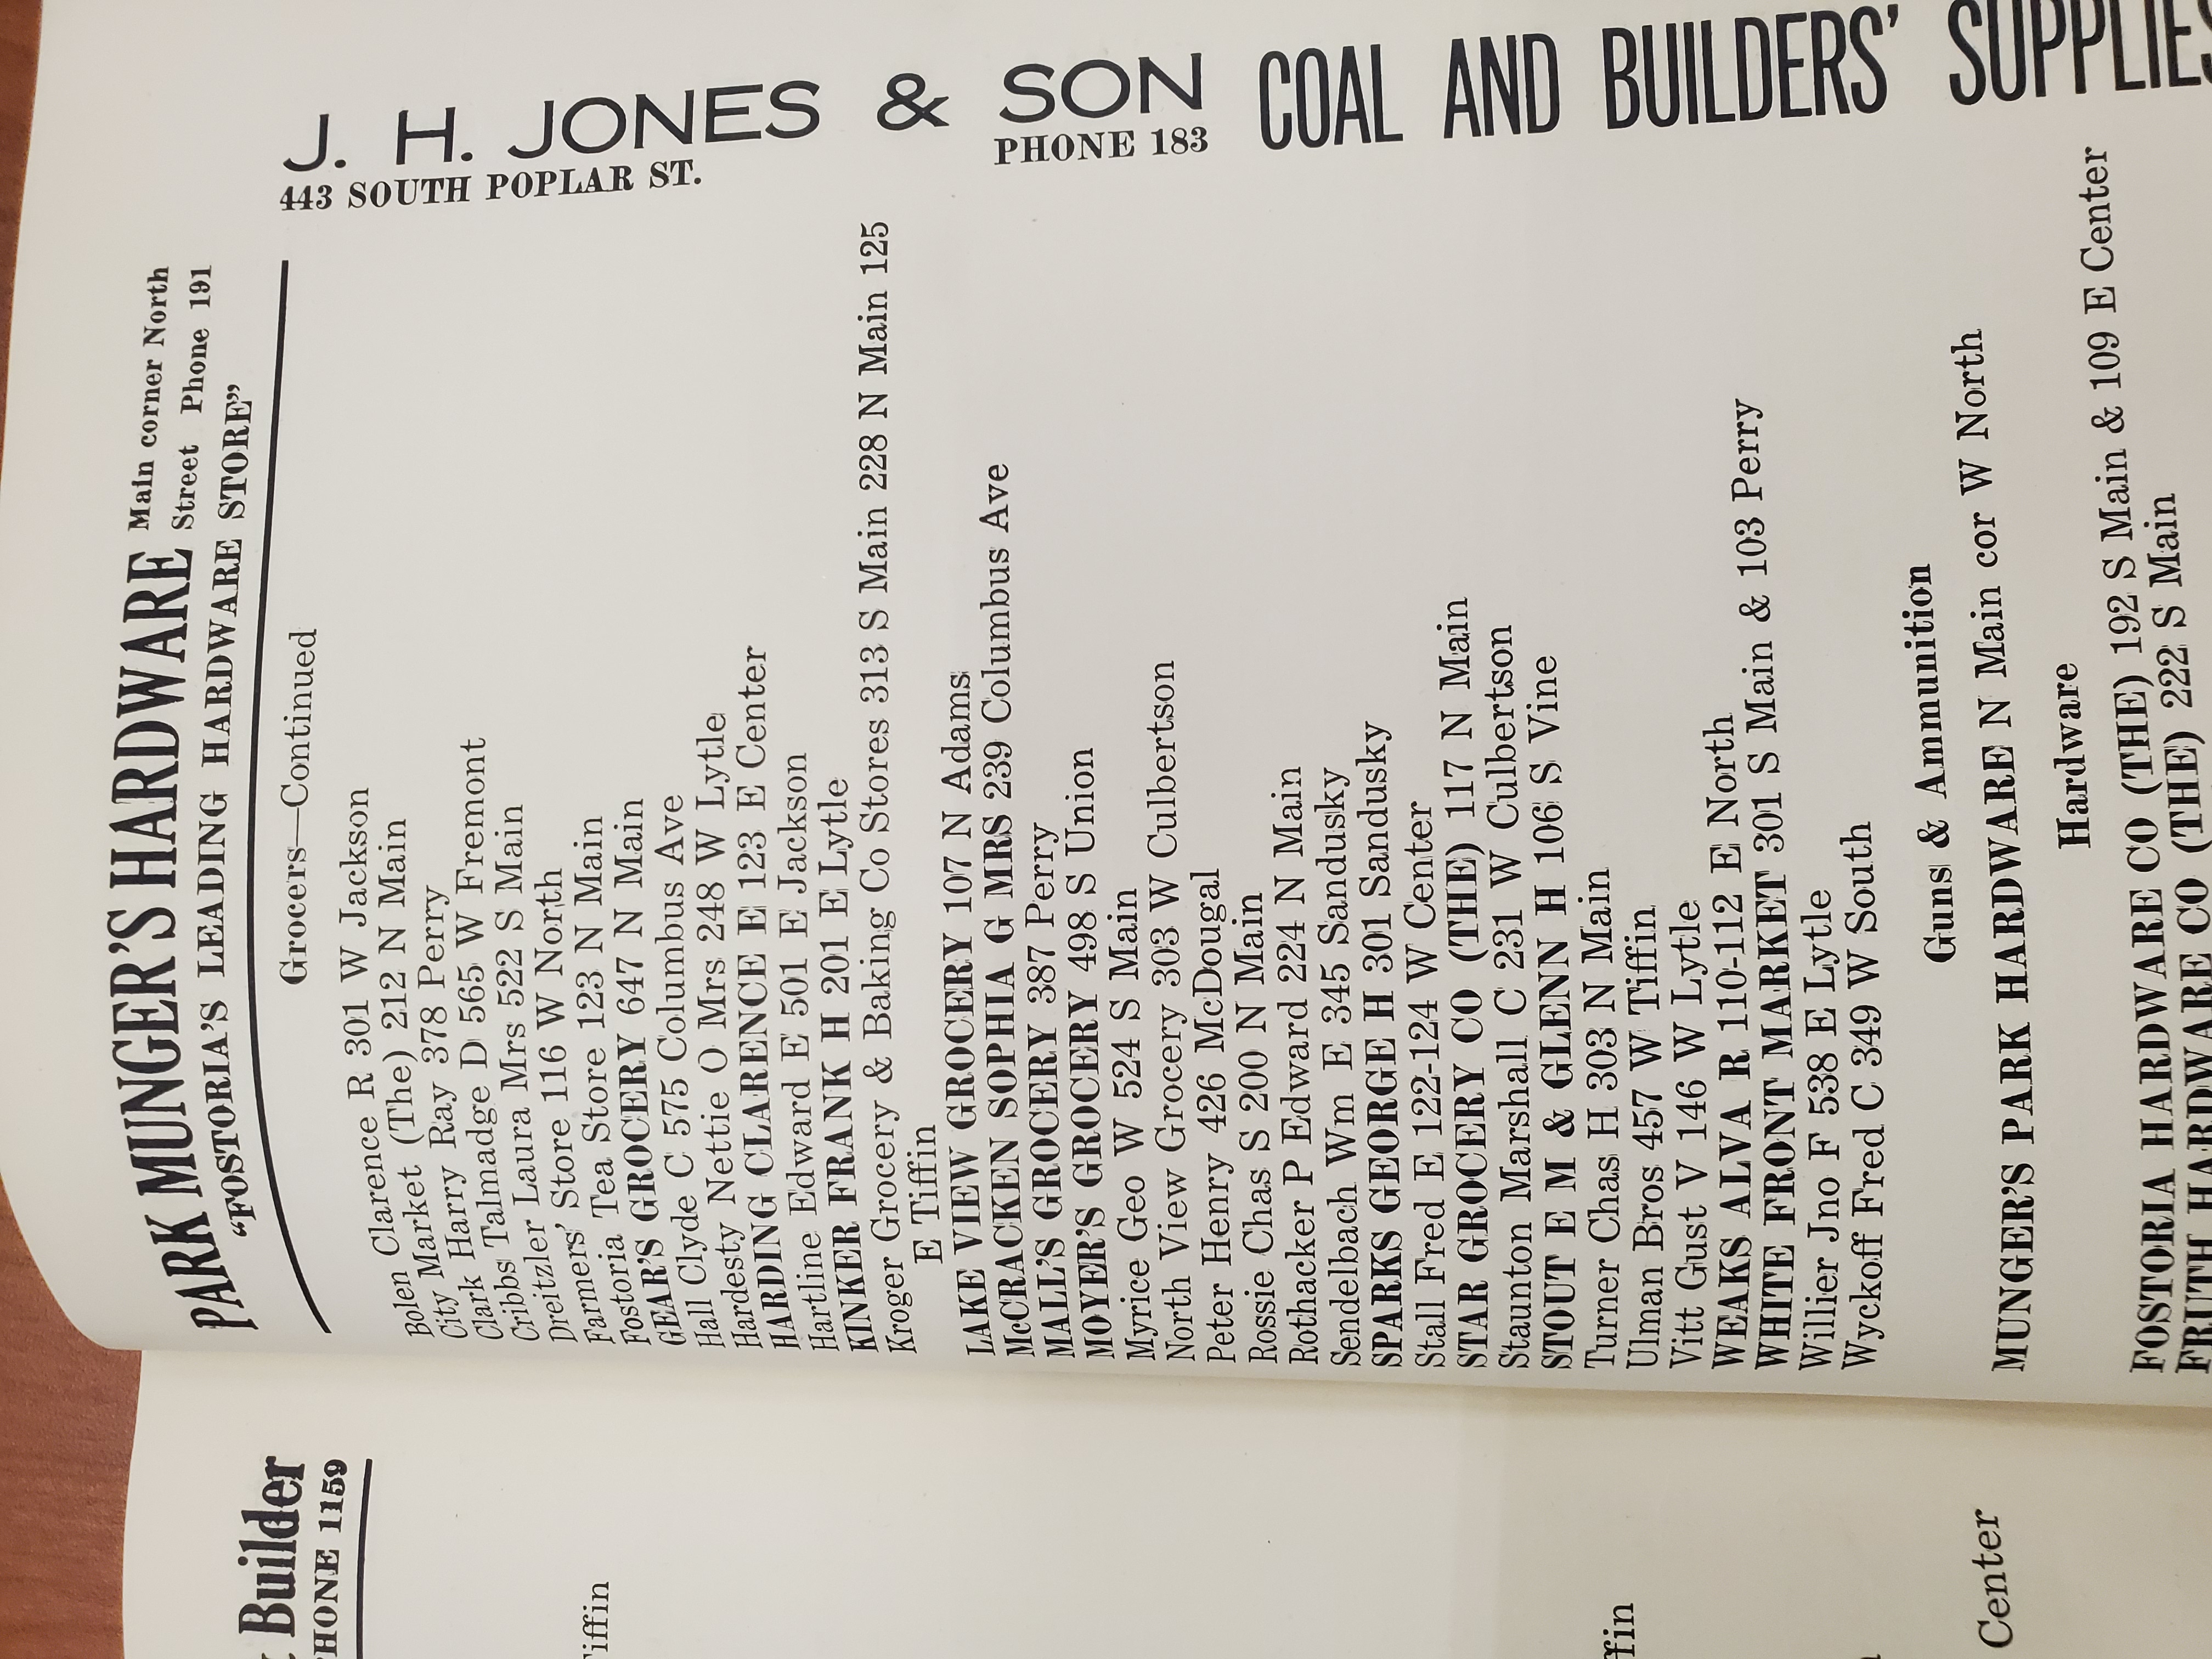 PARK MUNGER'S HARDWARE Main corner North
Street Phone 191
"FOSTORIA'S LEADING HARDWARE STORE"
Grocers—Continued
Bolen Clarence R 301 W Jackson
City Market (The) 212 N Main
Clark Harry Ray 378 Perry
Cribbs Talmadge D 565 W Fremont
Dreitzler Laura Mrs 522 S Main
Farmers' Store 116 W North
Fostoria Tea Store 123 N Main
GEAR'S GROCERY 647 N Main
Hall Clyde C 575 Columbus Ave
Hardesty Nettie O Mrs 248 W Lytle
HARDING CLARENCE E 123 E Center
Hartline Edward E 501 E Jackson
KINKER FRANK H 201 E Lytle
Kroger Grocery & Baking Co Stores 313 S Main 228 N Main 125
E Tiffin
LAKE VIEW GROCERY 107 N Adams
McCRACKEN SOPHIA G MRS 239 Columbus Ave
MALL'S GROCERY 387 Perry
MOYER'S GROCERY 498 S Union
Myrice Geo W 524 S Main
North View Grocery 303 W Culbertson
Peter Henry 426 McDougal
Rossie Chas S 200 N Main
Rothacker P Edward 224 N Main
Sendelbach Wm E 345 Sandusky
SPARKS GEORGE H 301 Sandusky
Stall Fred E 122-124 W Center
STAR GROCERY CO (THE) 117 N Main
Staunton Marshall C 231 W Culbertson
STOUT E M & GLENN H 106 S Vine
Turner Chas H 303 N Main
Ulman Bros 457 W Tiffin
Vitt Gust V 146 W Lytle
WEAKS ALVA R 110-112 E North
WHITE FRONT MARKET 301 S Main & 103 Perry
Willier Jno F 538 E Lytle
Wyckoff Fred C 349 W South
Guns & Ammunition
MUNGER'S PARK HARDWARE N Main cor W North
Hardware
FOSTORIA HARDWARE CO (THE) 192 S Main & 109 E Center
FRUTH HARDWARE CO (THE) 222 S Main
J. H. JONES & SON COAL AND BUILDERS' SUPPLIES
443 SOUTH POPLAR ST. PHONE 183
Builder
PHONE 1159
Tiffin
Center